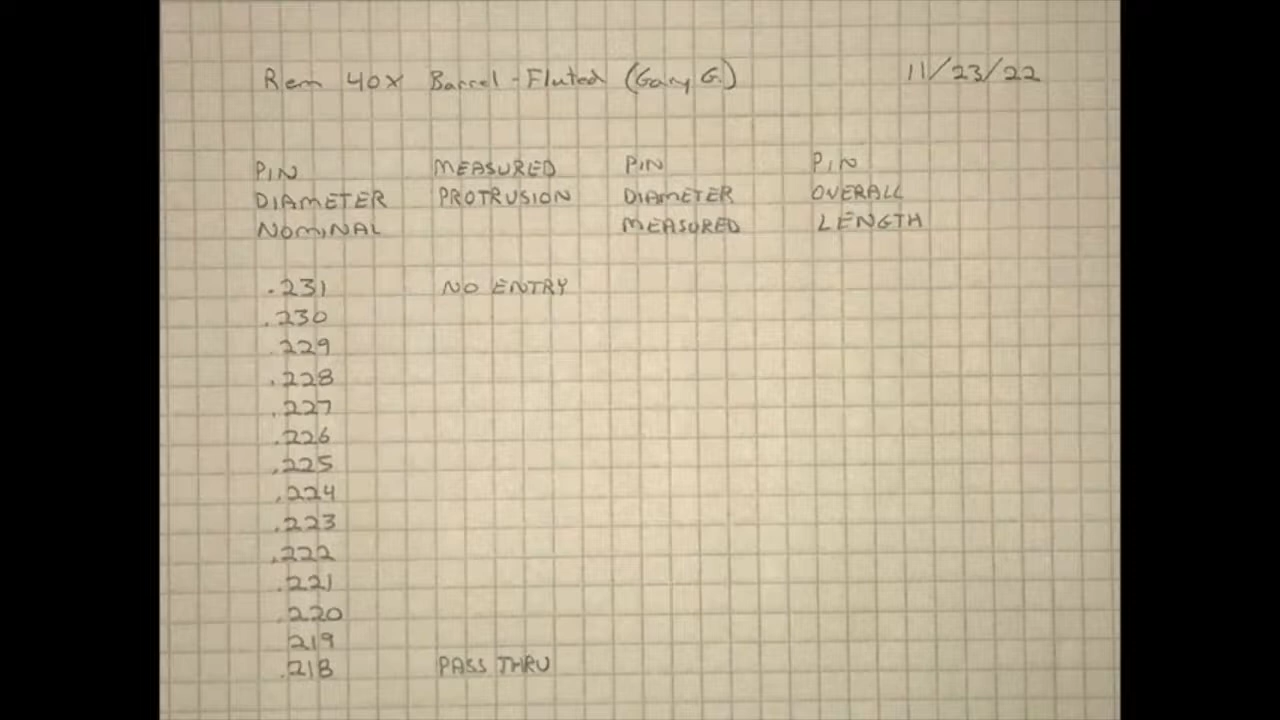 Rem 40X Barrel - Fluted (Gary G.) 11/23/22
PIN MEASURED PIN PIN
DIAMETER PROTRUSION DIAMETER OVERALL
NOMINAL MEASURED LENGTH
.231 NO ENTRY
.230
.229
.228
.227
.226
.225
.224
.223
.222
.221
.220
.219
.218 PASS THRU